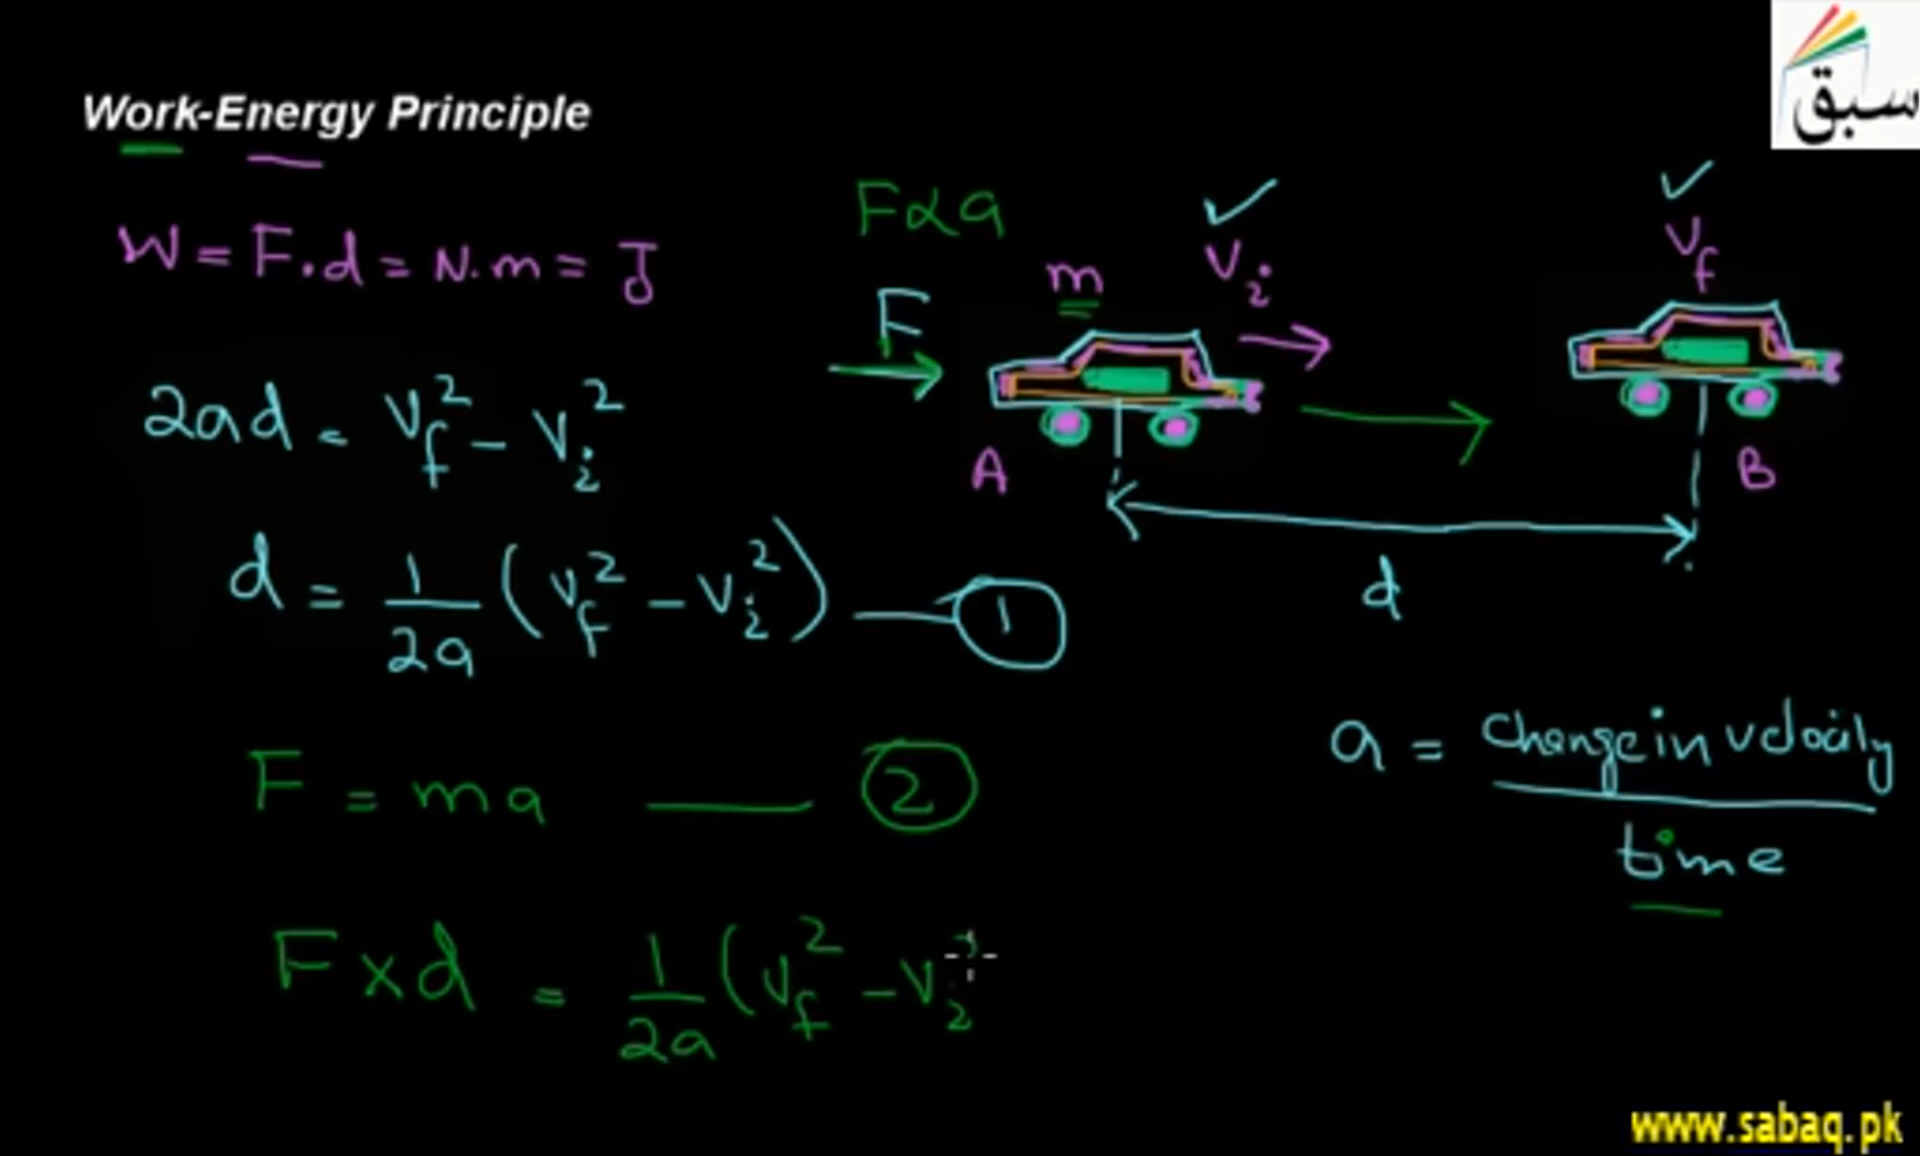 سبق
Work-Energy Principle
W = F.d = N.m = J
F∝a
F
m
Vi
Vf
A
B
d
2ad = Vf² - Vi²
d = 1/2a (Vf² - Vi²) — 1
F = ma — 2
a = change in velocity / time
F x d = 1/2a (Vf² - Vi
www.sabaq.pk